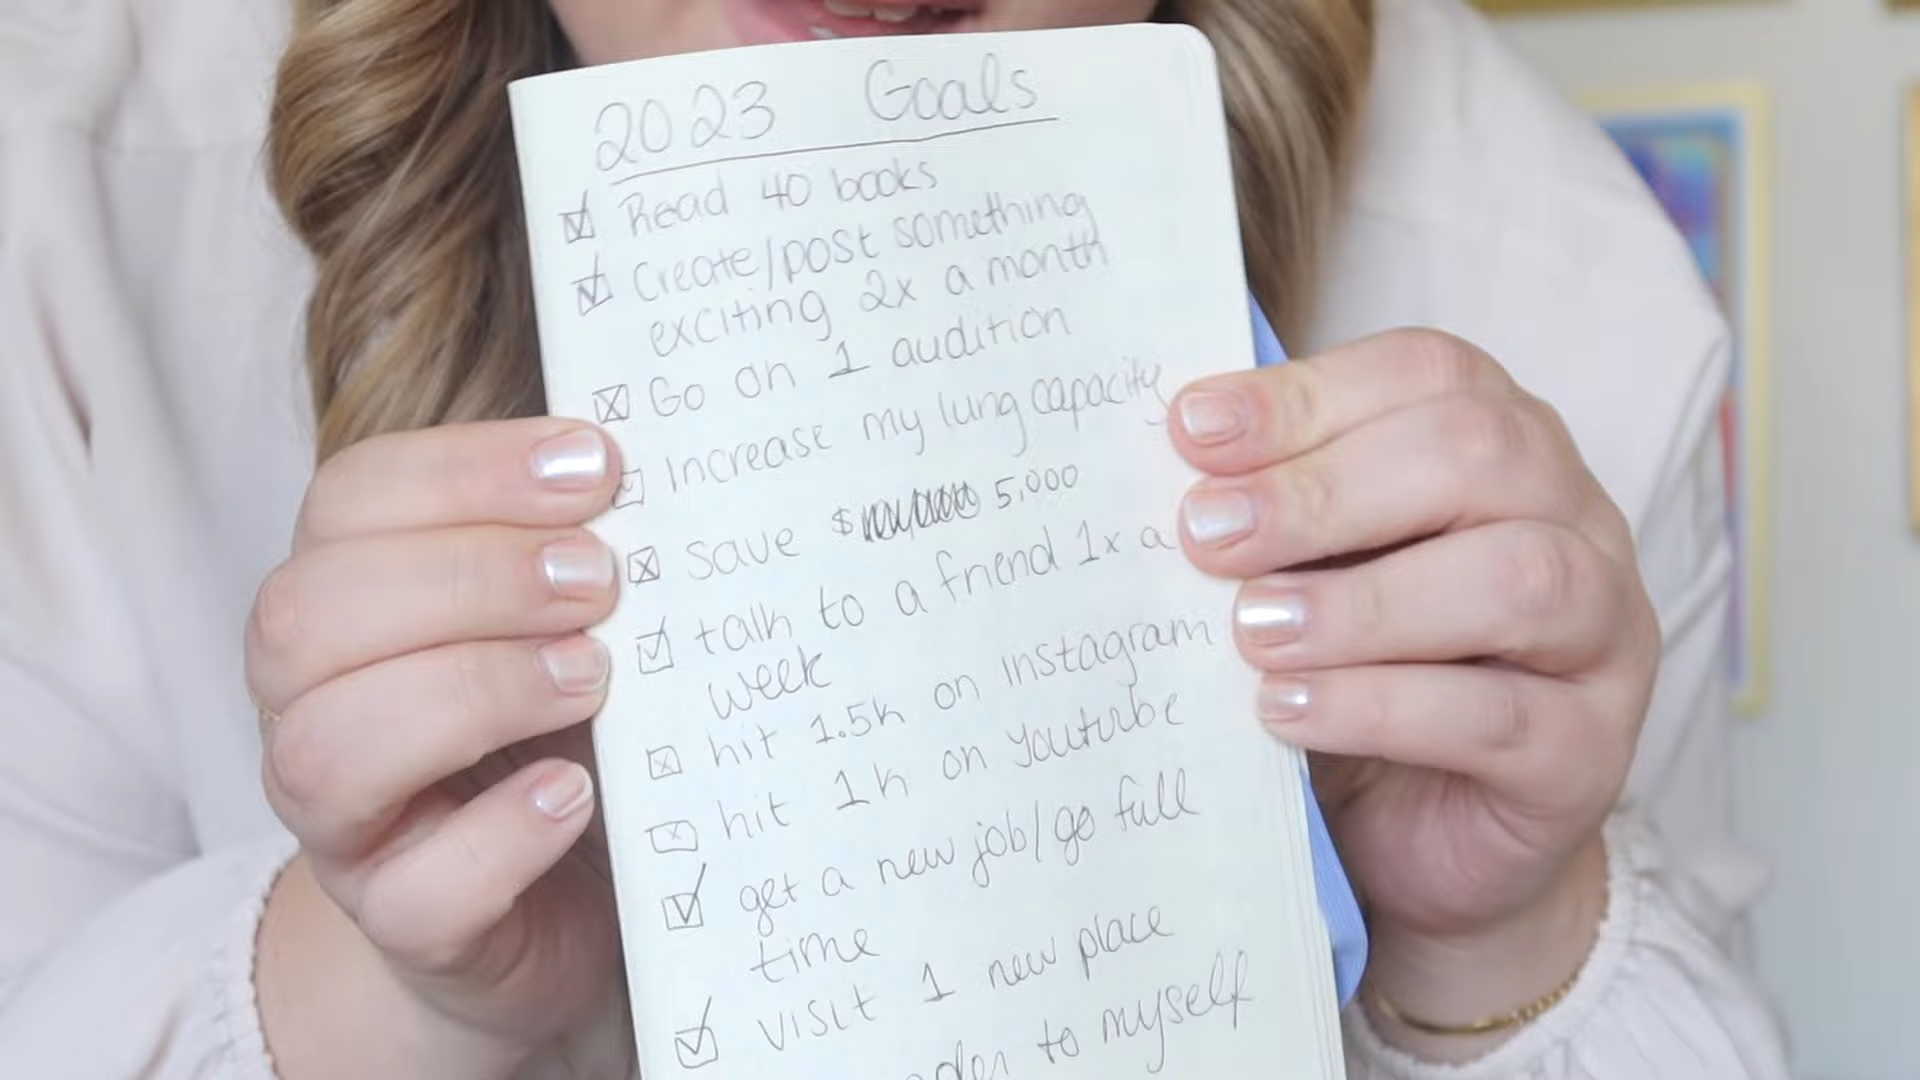 2023 Goals
Read 40 books
Create/post something
exciting 2x a month
Go on 1 audition
Increase my lung capacity
save $ 5,000
talk to a friend 1x a
week
hit 1.5k on instagram
hit 1k on youtube
get a new job/go full
time
visit 1 new place
to myself